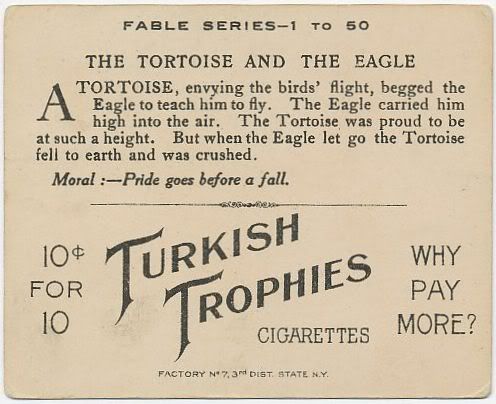 FABLE SERIES—1 TO 50
THE TORTOISE AND THE EAGLE
A TORTOISE, envying the birds' flight, begged the
Eagle to teach him to fly. The Eagle carried him
high into the air. The Tortoise was proud to be
at such a height. But when the Eagle let go the Tortoise
fell to earth and was crushed.
Moral :—Pride goes before a fall.
10¢
FOR
10
TURKISH
TROPHIES
CIGARETTES
WHY
PAY
MORE?
FACTORY Nº 7, 3rd DIST. STATE N.Y.